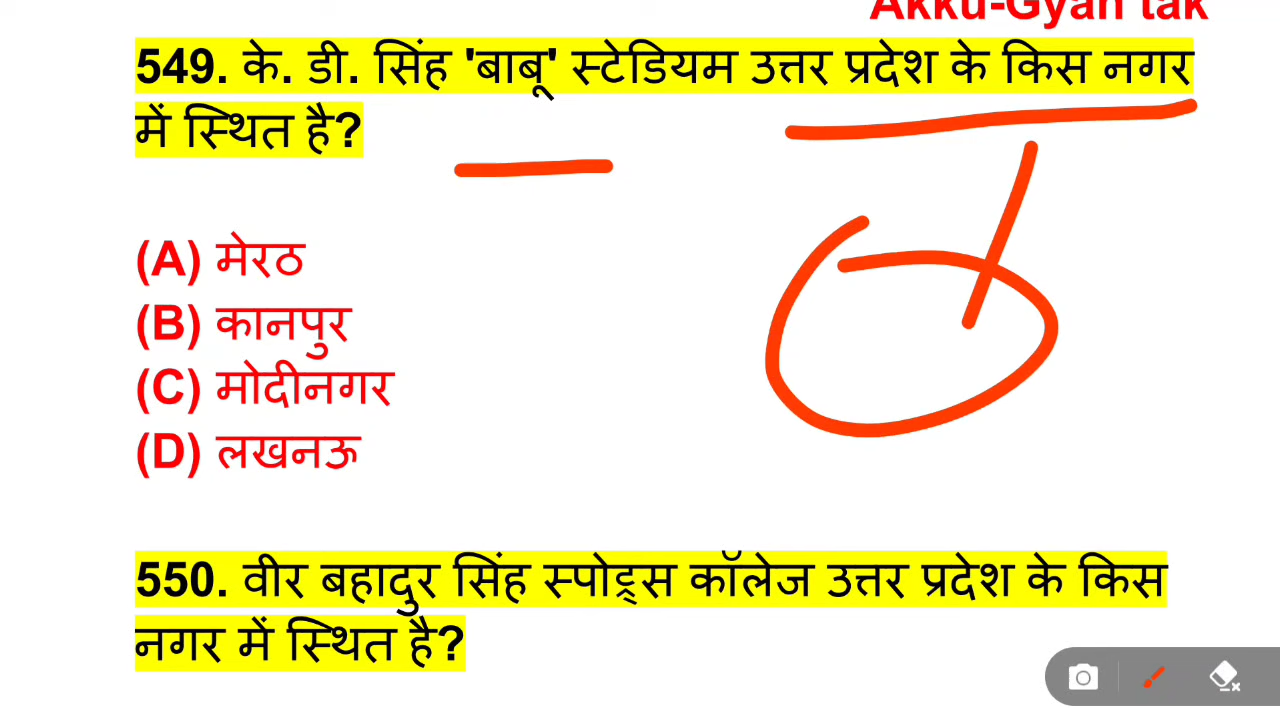 Akku-Gyan tak
549. के. डी. सिंह 'बाबू' स्टेडियम उत्तर प्रदेश के किस नगर
में स्थित है?
(A) मेरठ
(B) कानपुर
(C) मोदीनगर
(D) लखनऊ
550. वीर बहादुर सिंह स्पोड्र्स कॉलेज उत्तर प्रदेश के किस
नगर में स्थित है?